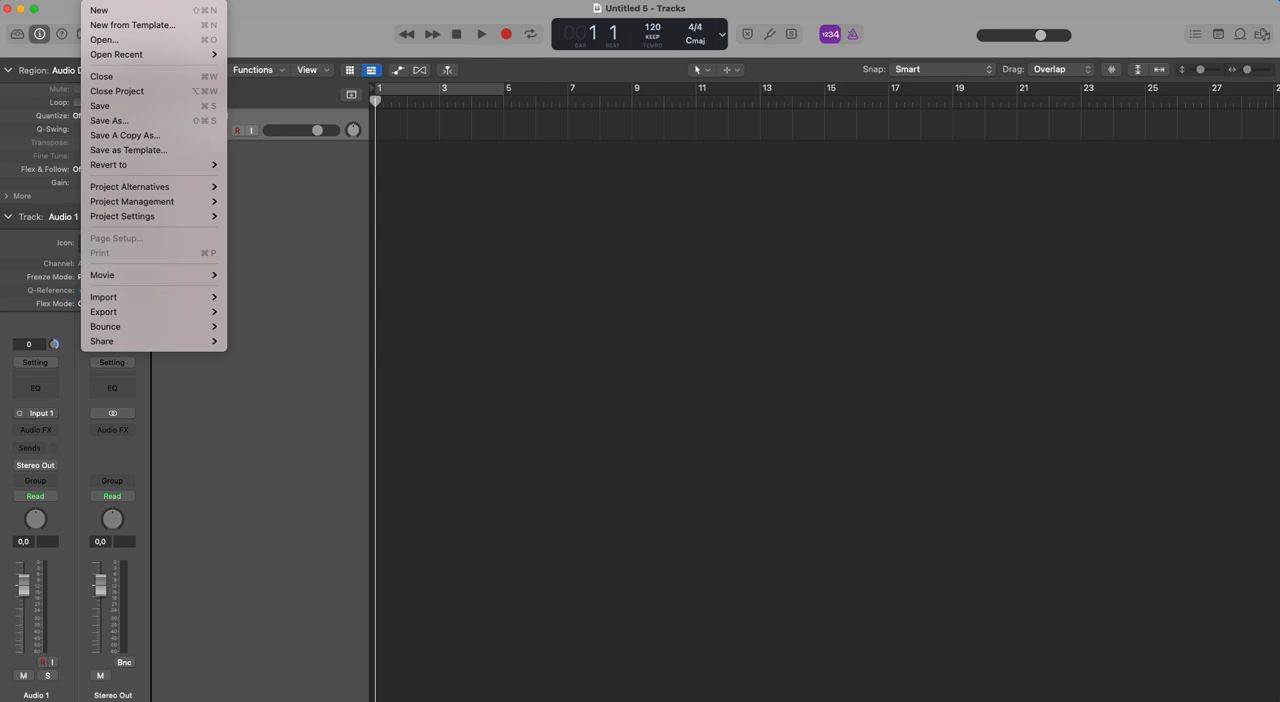 Untitled 5 - Tracks
New ⇧⌘N
New from Template... ⌘N
Open... ⌘O
Open Recent
Close ⌘W
Close Project ⌥⌘W
Save ⌘S
Save As... ⇧⌘S
Save A Copy As...
Save as Template...
Revert to
Project Alternatives
Project Management
Project Settings
Page Setup...
Print ⌘P
Movie
Import
Export
Bounce
Share
1 1 120 4/4
BAR BEAT TEMPO Cmaj
1234
Region: Audio D
Functions View
Snap: Smart Drag: Overlap
1 3 5 7 9 11 13 15 17 19 21 23 25 27
Mute:
Loop:
Quantize: Of
Q-Swing:
Transpose:
Fine Tune:
Flex & Follow: Of
Gain:
More
R I
Track: Audio 1
Icon:
Channel: A
Freeze Mode: P
Q-Reference:
Flex Mode: O
0
Setting Setting
EQ EQ
Input 1
Audio FX Audio FX
Sends
Stereo Out
Group Group
Read Read
0,0 0,0
R I Bnc
M S M
Audio 1 Stereo Out